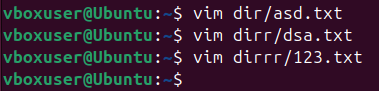 vboxuser@Ubuntu:~$ vim dir/asd.txt
vboxuser@Ubuntu:~$ vim dirr/dsa.txt
vboxuser@Ubuntu:~$ vim dirrr/123.txt
vboxuser@Ubuntu:~$